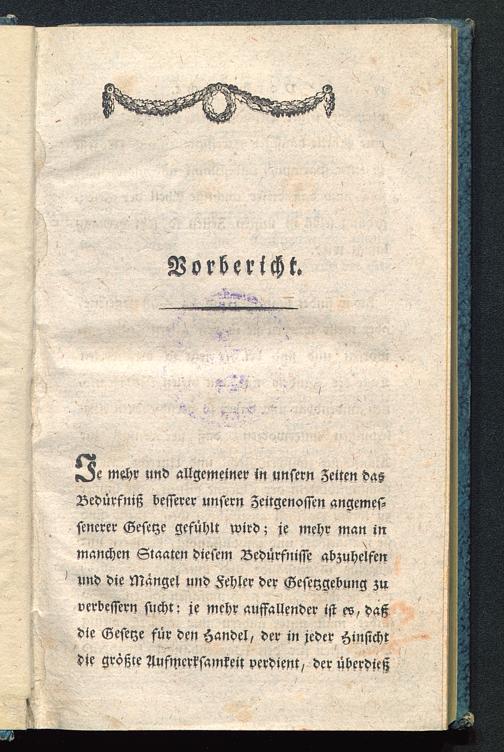 Vorbericht.
Je mehr und allgemeiner in unsern Zeiten das
Bedürfniß besserer unsern Zeitgenossen angemes-
senerer Gesetze gefühlt wird; je mehr man in
manchen Staaten diesem Bedürfnisse abzuhelfen
und die Mängel und Fehler der Gesetzgebung zu
verbessern sucht: je mehr auffallender ist es, daß
die Gesetze für den Handel, der in jeder Hinsicht
die größte Aufmerksamkeit verdient, der überdieß